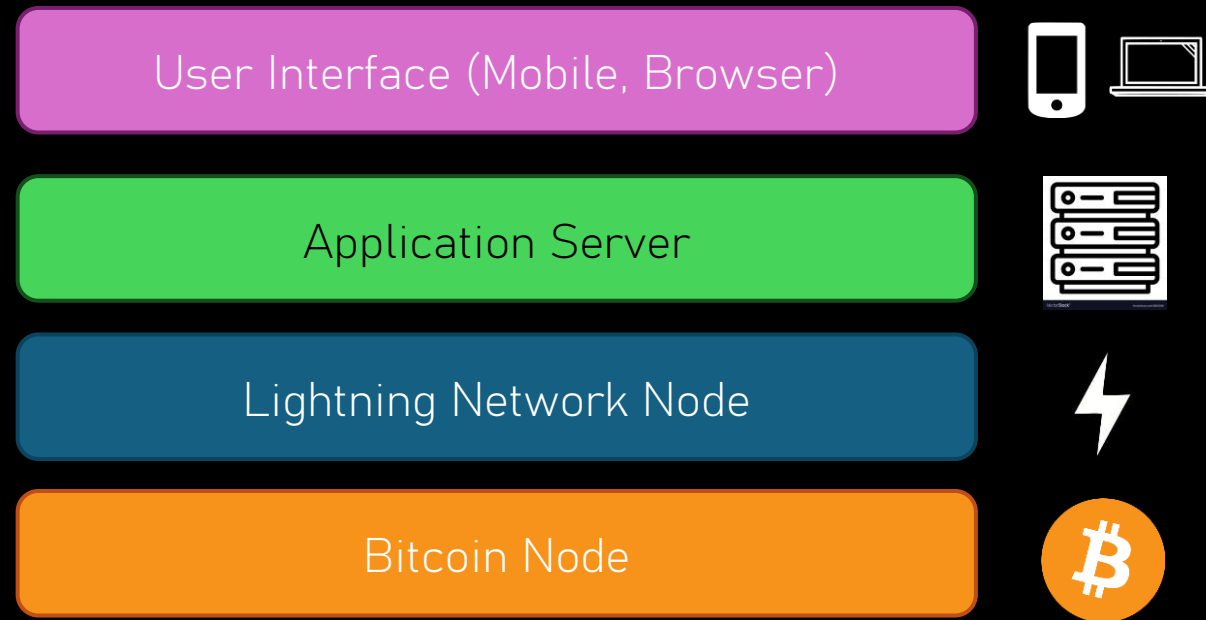 User Interface (Mobile, Browser)
Application Server
Lightning Network Node
Bitcoin Node